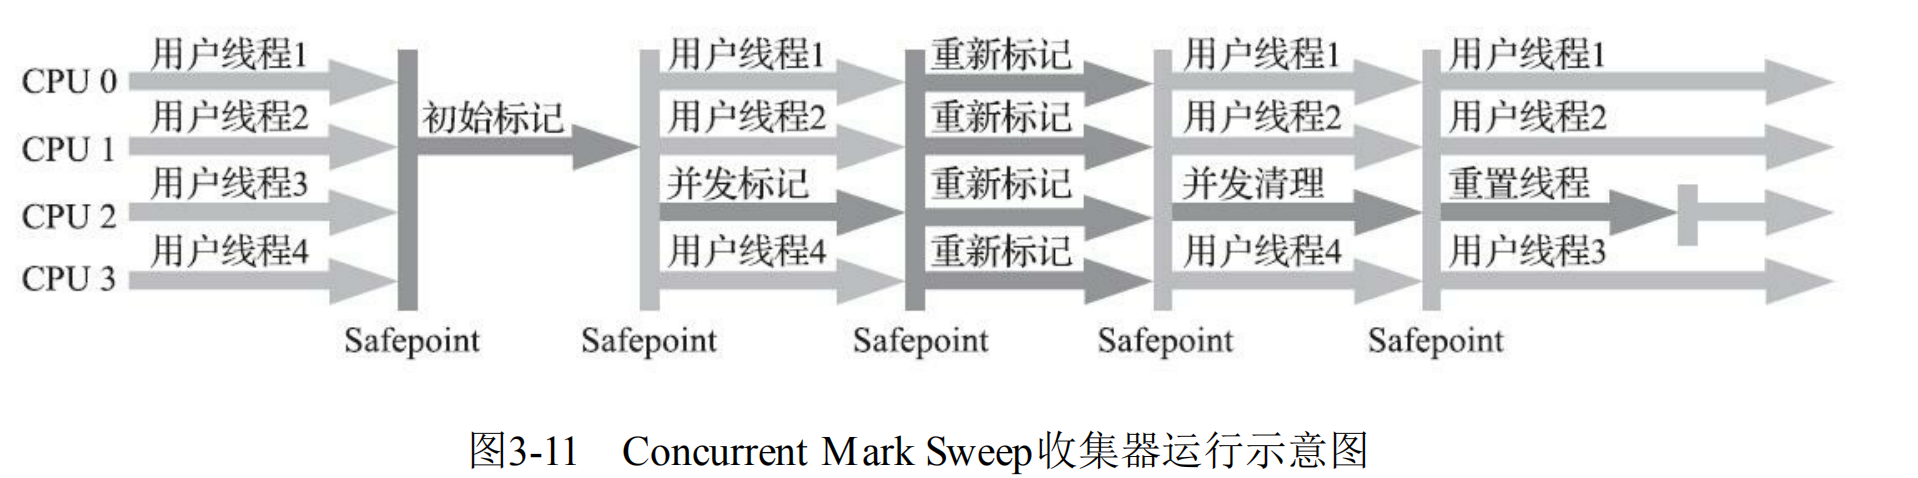 用户线程1 用户线程1 重新标记 用户线程1 用户线程1
CPU 0
用户线程2 初始标记 用户线程2 重新标记 用户线程2 用户线程2
CPU 1
用户线程3 并发标记 重新标记 并发清理 重置线程
CPU 2
用户线程4 用户线程4 重新标记 用户线程4 用户线程3
CPU 3
Safepoint Safepoint Safepoint Safepoint Safepoint
图3-11 Concurrent Mark Sweep收集器运行示意图